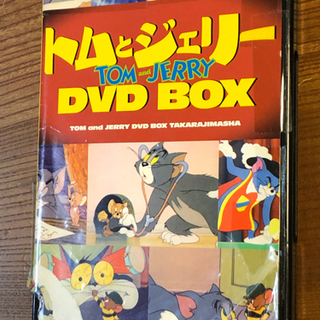 トムとジェリー
TOM and JERRY
DVD BOX
TOM and JERRY DVD BOX TAKARAJIMASHA